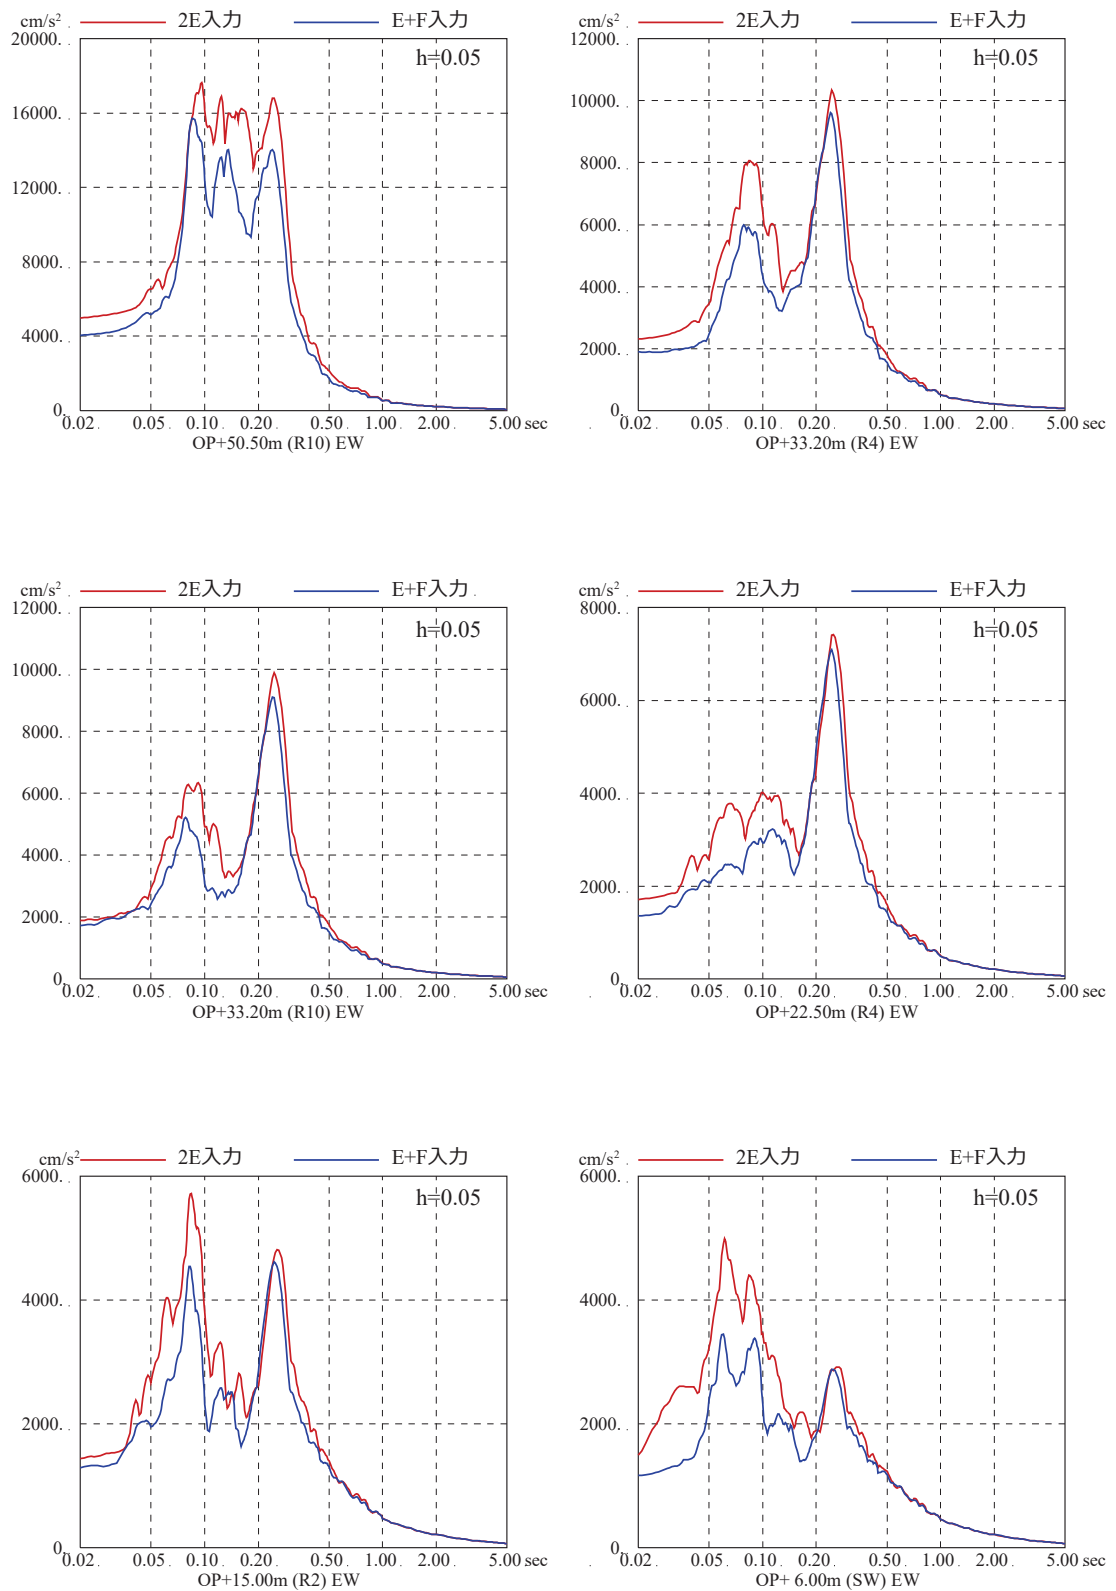 cm/s² 2E入力 E+F入力
20000.
h=0.05
16000.
12000.
8000.
4000.
0.
0.02 0.05 0.10 0.20 0.50 1.00 2.00 5.00 sec
OP+50.50m (R10) EW
cm/s² 2E入力 E+F入力
12000.
h=0.05
10000.
8000.
6000.
4000.
2000.
0.
0.02 0.05 0.10 0.20 0.50 1.00 2.00 5.00 sec
OP+33.20m (R4) EW
cm/s² 2E入力 E+F入力
12000.
h=0.05
10000.
8000.
6000.
4000.
2000.
0.
0.02 0.05 0.10 0.20 0.50 1.00 2.00 5.00 sec
OP+33.20m (R10) EW
cm/s² 2E入力 E+F入力
8000.
h=0.05
6000.
4000.
2000.
0.
0.02 0.05 0.10 0.20 0.50 1.00 2.00 5.00 sec
OP+22.50m (R4) EW
cm/s² 2E入力 E+F入力
6000.
h=0.05
4000.
2000.
0.
0.02 0.05 0.10 0.20 0.50 1.00 2.00 5.00 sec
OP+15.00m (R2) EW
cm/s² 2E入力 E+F入力
6000.
h=0.05
4000.
2000.
0.
0.02 0.05 0.10 0.20 0.50 1.00 2.00 5.00 sec
OP+ 6.00m (SW) EW